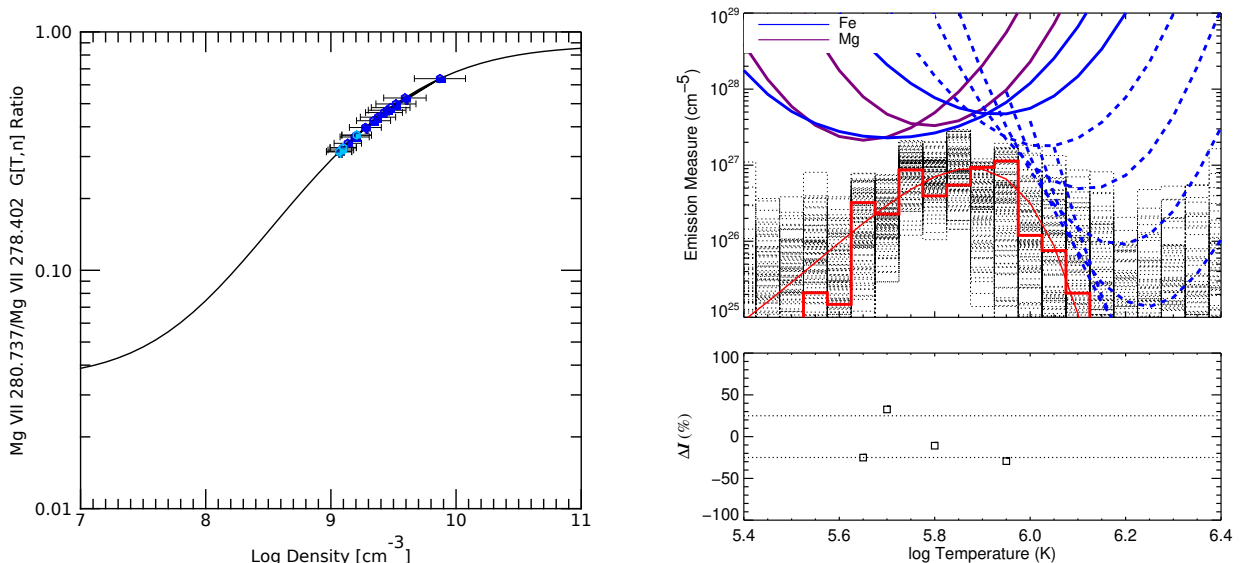 Mg VII 280.737/Mg VII 278.402 G[T,n] Ratio
1.00
0.10
0.01
7 8 9 10 11
Log Density [cm-3]
Emission Measure (cm−5)
10^29
10^28
10^27
10^26
10^25
Fe
Mg
ΔI (%)
100
50
0
−50
−100
5.4 5.6 5.8 6.0 6.2 6.4
log Temperature (K)